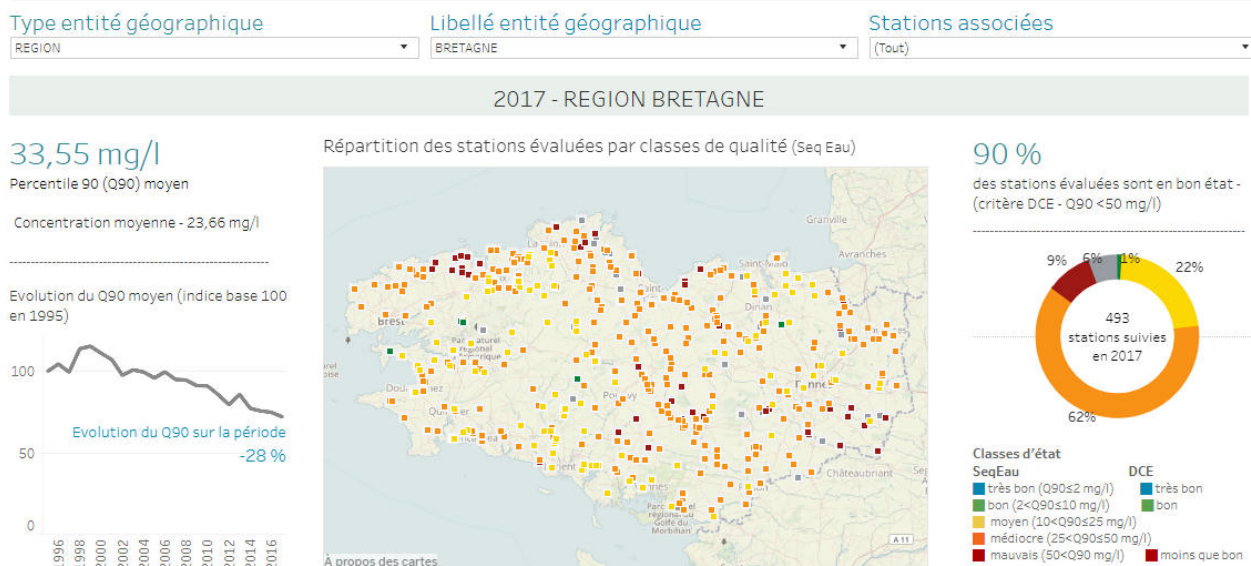 Type entité géographique
REGION
Libellé entité géographique
BRETAGNE
Stations associées
(Tout)
2017 - REGION BRETAGNE
33,55 mg/l
Percentile 90 (Q90) moyen
Concentration moyenne - 23,66 mg/l
Evolution du Q90 moyen (indice base 100
en 1995)
100
50
0
Evolution du Q90 sur la période
-28 %
1996
1998
2000
2002
2004
2006
2008
2010
2012
2014
2016
Répartition des stations évaluées par classes de qualité (Seq Eau)
Granville
Avranches
Saint-Malo
Dinan
Brest
Châteaubriant
Golfe du
Morbihan
A 11
À propos des cartes
90 %
des stations évaluées sont en bon état -
(critère DCE - Q90 <50 mg/l)
9%
6%
1%
22%
62%
493
stations suivies
en 2017
Classes d'état
SeqEau DCE
très bon (Q90≤2 mg/l) très bon
bon (2<Q90≤10 mg/l) bon
moyen (10<Q90≤25 mg/l)
médiocre (25<Q90≤50 mg/l)
mauvais (50<Q90 mg/l) moins que bon